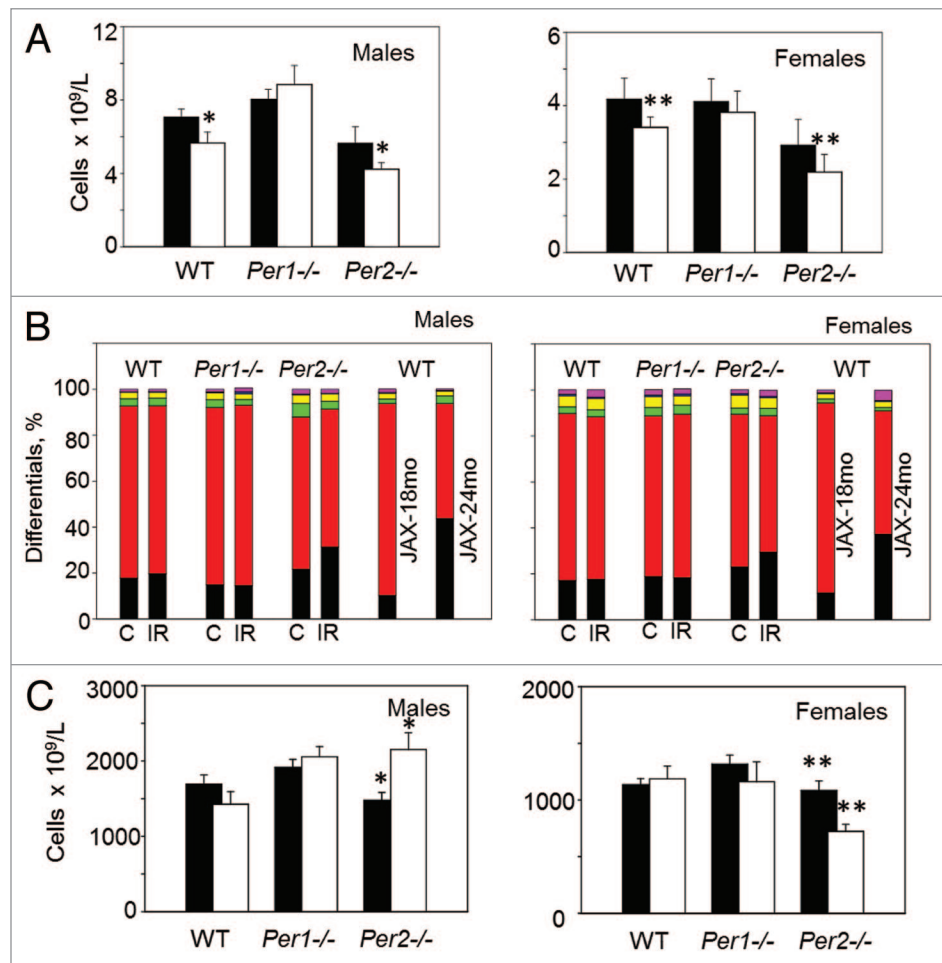 A
Males
Females
Cells x 10⁹/L
12
8
4
0
6
4
2
0
*
*
**
**
WT Per1-/- Per2-/-
WT Per1-/- Per2-/-
B
Males
Females
Differentials, %
100
80
60
40
20
0
WT Per1-/- Per2-/- WT
JAX-18mo
JAX-24mo
C IR C IR C IR
WT Per1-/- Per2-/- WT
JAX-18mo
JAX-24mo
C IR C IR C IR
C
Males
Females
Cells x 10⁹/L
3000
2000
1000
0
2000
1000
0
*
*
**
**
WT Per1-/- Per2-/-
WT Per1-/- Per2-/-